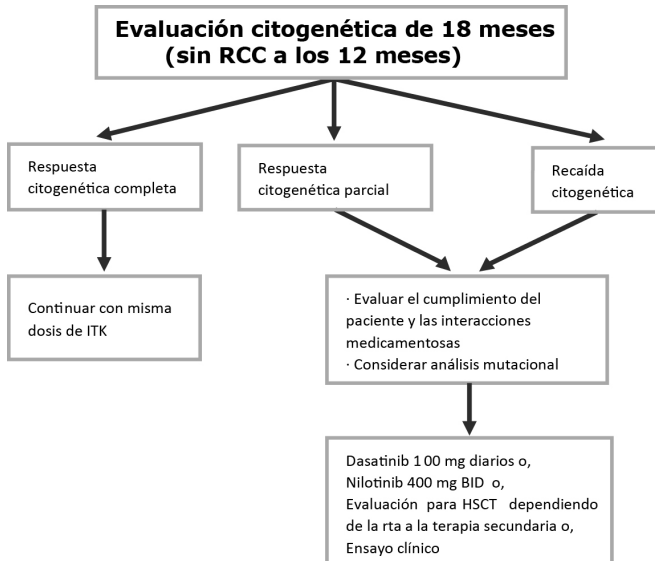 Evaluación citogenética de 18 meses
(sin RCC a los 12 meses)
Respuesta
citogenética completa
Respuesta
citogenética parcial
Recaída
citogenética
Continuar con misma
dosis de ITK
· Evaluar el cumplimiento del
paciente y las interacciones
medicamentosas
· Considerar análisis mutacional
Dasatinib 100 mg diarios o,
Nilotinib 400 mg BID o,
Evaluación para HSCT dependiendo
de la rta a la terapia secundaria o,
Ensayo clínico